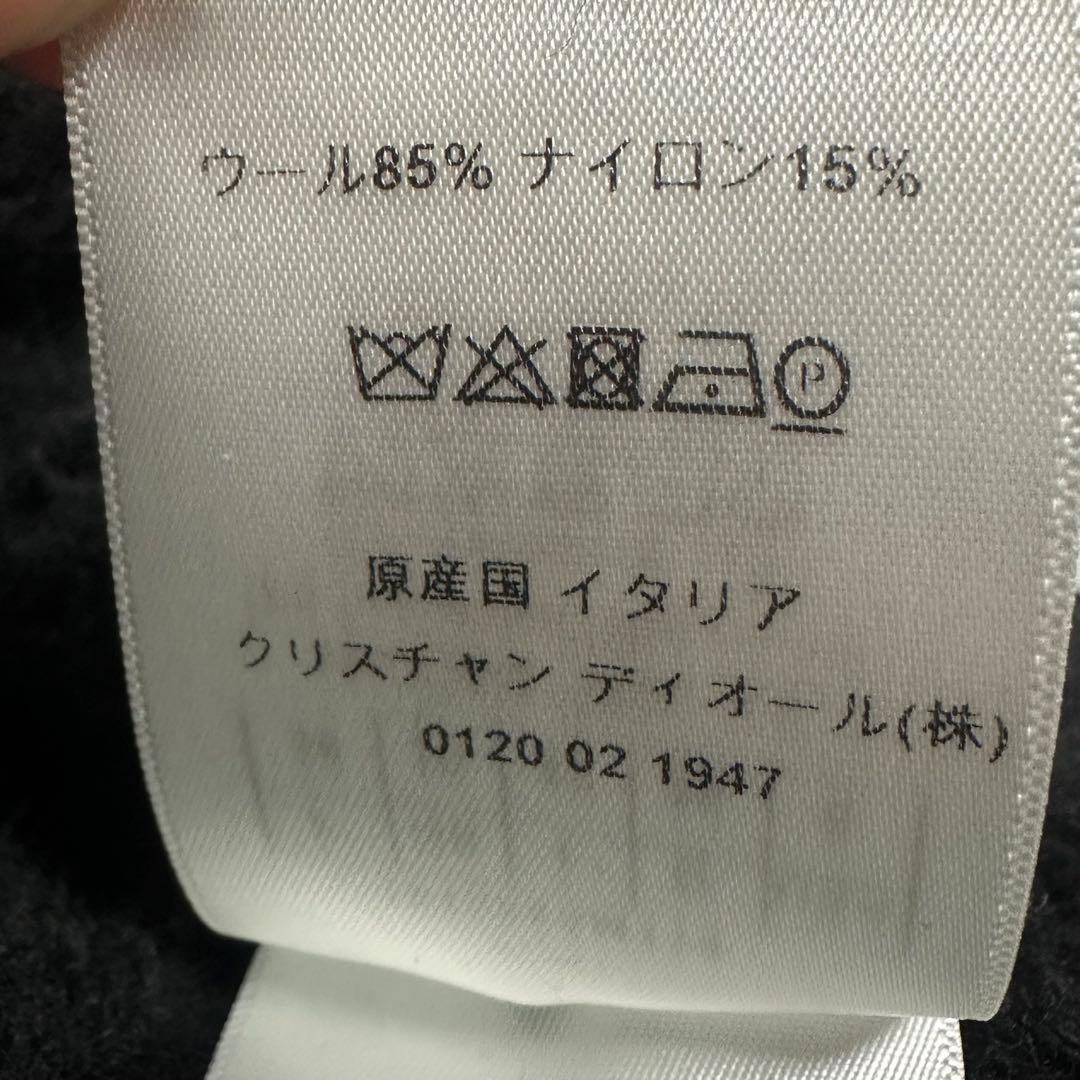 ウール85% ナイロン15%
P
原産国 イタリア
クリスチャン ディオール(株)
0120 02 1947